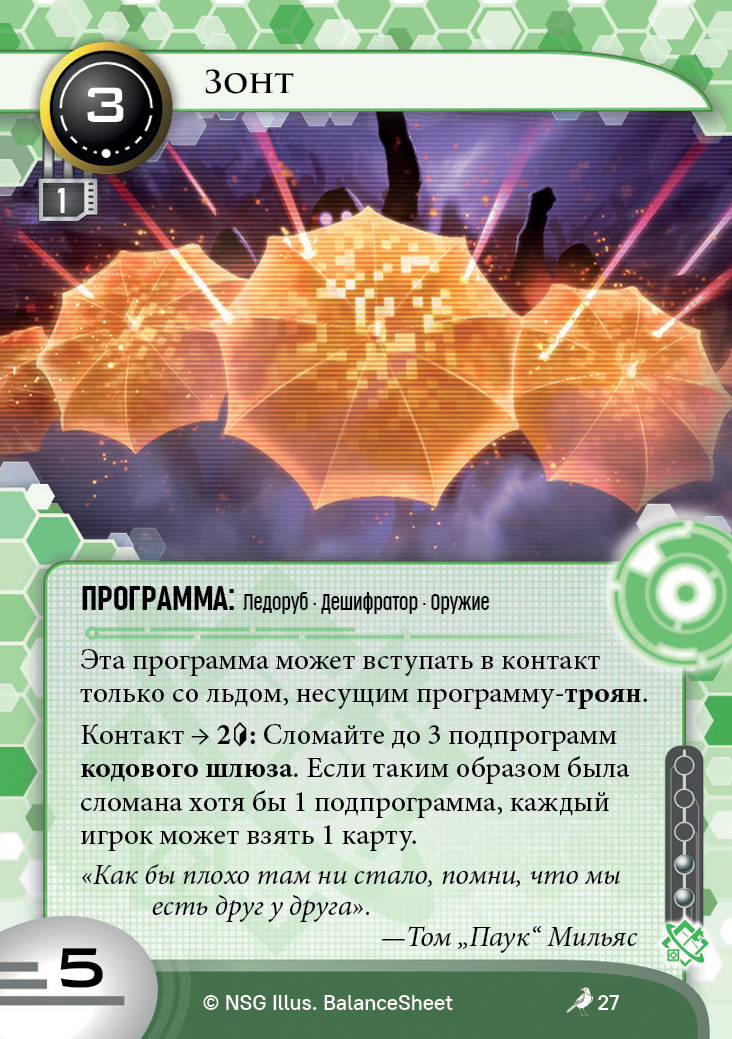 Зонт
3
1
ПРОГРАММА: Ледоруб · Дешифратор · Оружие
Эта программа может вступать в контакт
только со льдом, несущим программу-троян.
Контакт → 2: Сломайте до 3 подпрограмм
кодового шлюза. Если таким образом была
сломана хотя бы 1 подпрограмма, каждый
игрок может взять 1 карту.
«Как бы плохо там ни стало, помни, что мы
есть друг у друга».
—Том „Паук“ Мильяс
5
© NSG Illus. BalanceSheet
27